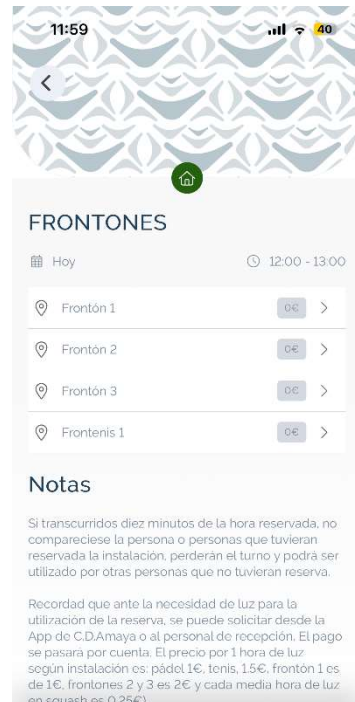 11:59
40
FRONTONES
Hoy
12:00 - 13:00
Frontón 1
0€
Frontón 2
0€
Frontón 3
0€
Frontenis 1
0€
Notas
Si transcurridos diez minutos de la hora reservada, no
compareciese la persona o personas que tuvieran
reservada la instalación, perderán el turno y podrá ser
utilizado por otras personas que no tuvieran reserva.
Recordad que ante la necesidad de luz para la
utilización de la reserva, se puede solicitar desde la
App de C.D.Amaya o al personal de recepción. El pago
se pasará por cuenta. El precio por 1 hora de luz
según instalación es: pádel 1€, tenis, 1.5€, frontón 1 es
de 1€, frontones 2 y 3 es 2€ y cada media hora de luz
en squash es 0,25€)